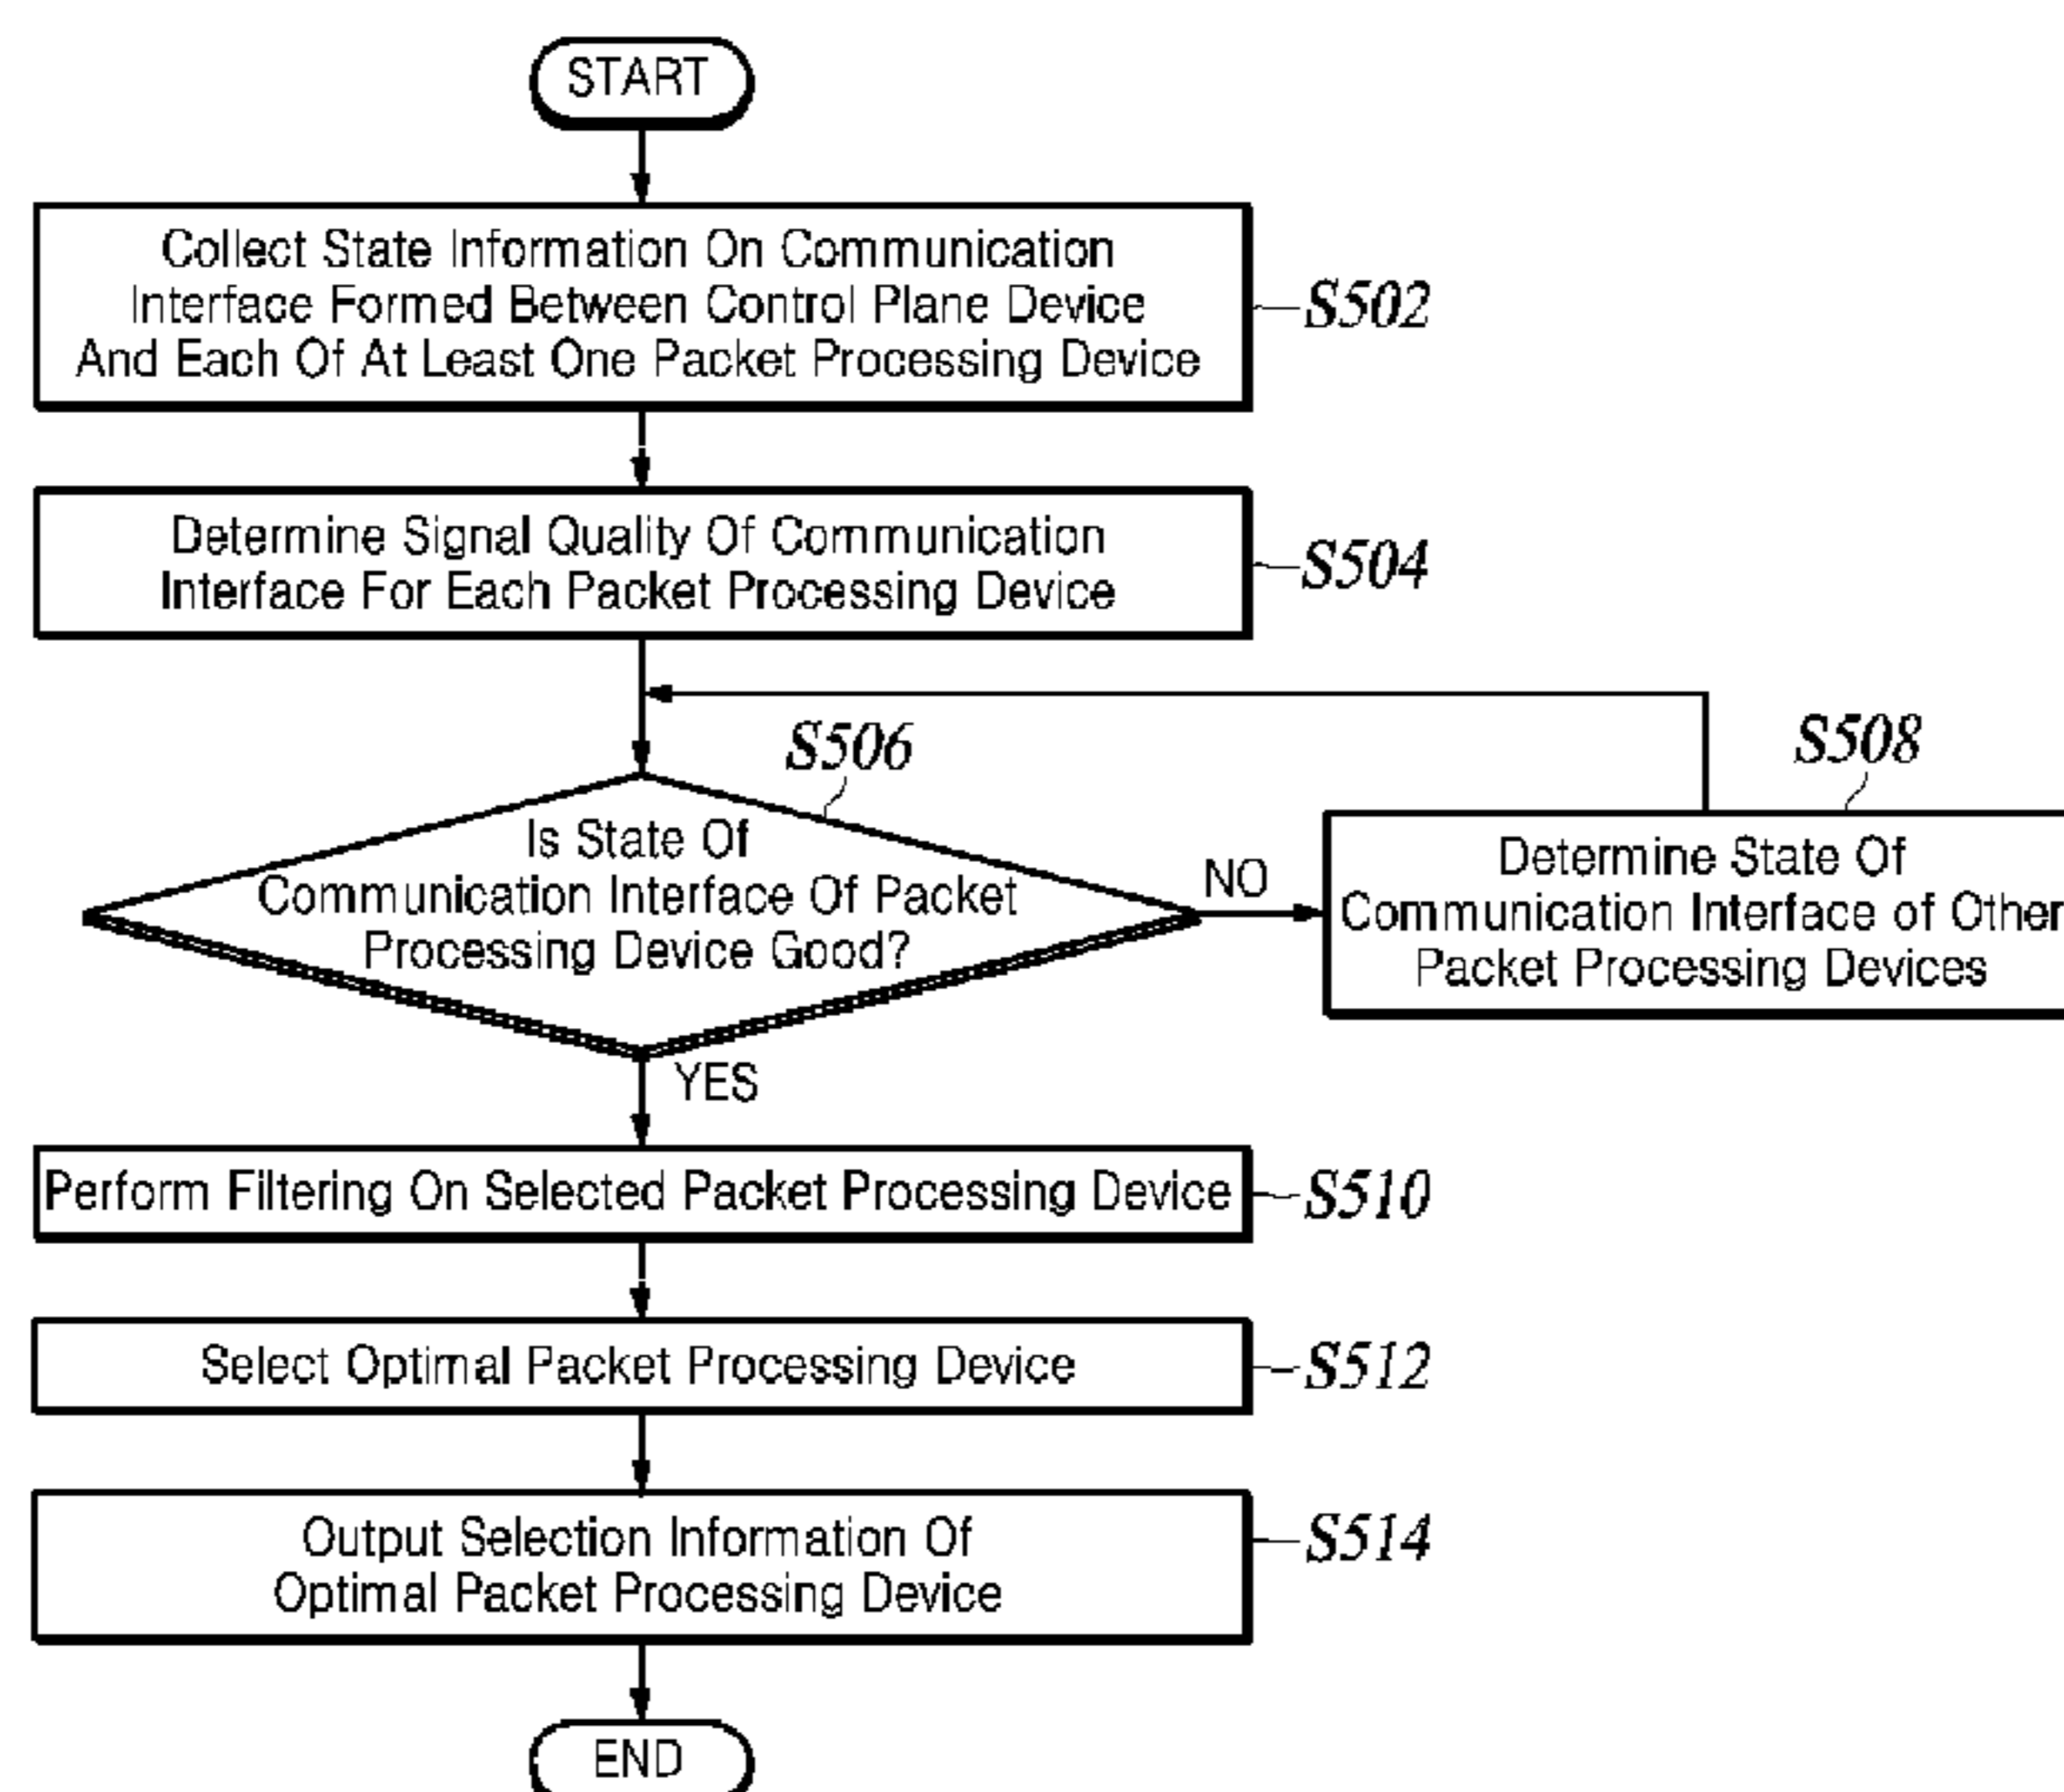 START
Collect State Information On Communication
Interface Formed Between Control Plane Device
And Each Of At Least One Packet Processing Device
S502
Determine Signal Quality Of Communication
Interface For Each Packet Processing Device
S504
S506
Is State Of
Communication Interface Of Packet
Processing Device Good?
NO
S508
Determine State Of
Communication Interface of Other
Packet Processing Devices
YES
Perform Filtering On Selected Packet Processing Device
S510
Select Optimal Packet Processing Device
S512
Output Selection Information Of
Optimal Packet Processing Device
S514
END